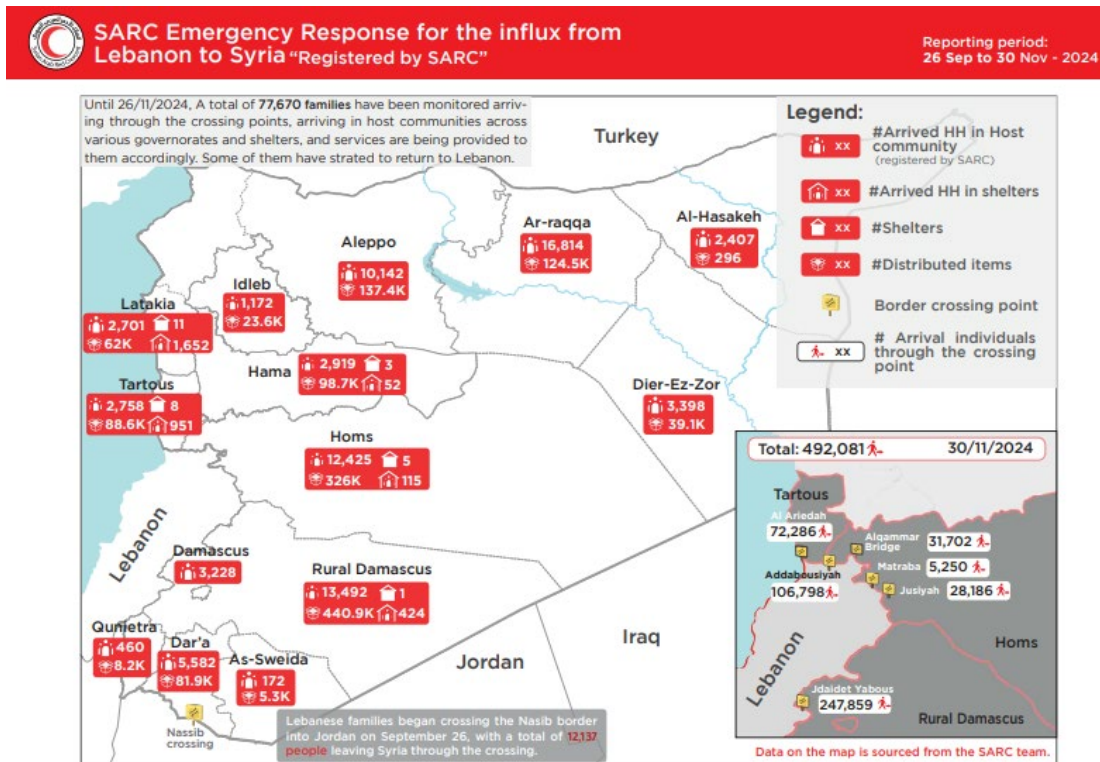 SARC Emergency Response for the influx from
Lebanon to Syria “Registered by SARC”
Reporting period:
26 Sep to 30 Nov - 2024
Until 26/11/2024, A total of 77,670 families have been monitored arriv-
ing through the crossing points, arriving in host communities across
various governorates and shelters, and services are being provided to
them accordingly. Some of them have strated to return to Lebanon.
Legend:
xx #Arrived HH in Host
community
(registered by SARC)
xx #Arrived HH in shelters
xx #Shelters
xx #Distributed items
Border crossing point
xx # Arrival individuals
through the crossing
point
Turkey
Al-Hasakeh
2,407
296
Ar-raqqa
16,814
124.5K
Aleppo
10,142
137.4K
Idleb
1,172
23.6K
Latakia
2,701 11
62K 1,652
Hama
2,919 3
98.7K 52
Tartous
2,758 8
88.6K 951
Dier-Ez-Zor
3,398
39.1K
Homs
12,425 5
326K 115
Lebanon
Damascus
3,228
Rural Damascus
13,492 1
440.9K 424
Qunietra
460
8.2K
Dar'a
5,582
81.9K
As-Sweida
172
5.3K
Jordan
Iraq
Nassib
crossing
Lebanese families began crossing the Nasib border
into Jordan on September 26, with a total of 12,137
people leaving Syria through the crossing.
Total: 492,081 30/11/2024
Tartous
Al Ariedah
72,286
Alqammar
Bridge
31,702
Matraba
5,250
Addabousiyah
106,798
Jusiyah
28,186
Homs
Lebanon
Jdaidet Yabous
247,859
Rural Damascus
Data on the map is sourced from the SARC team.